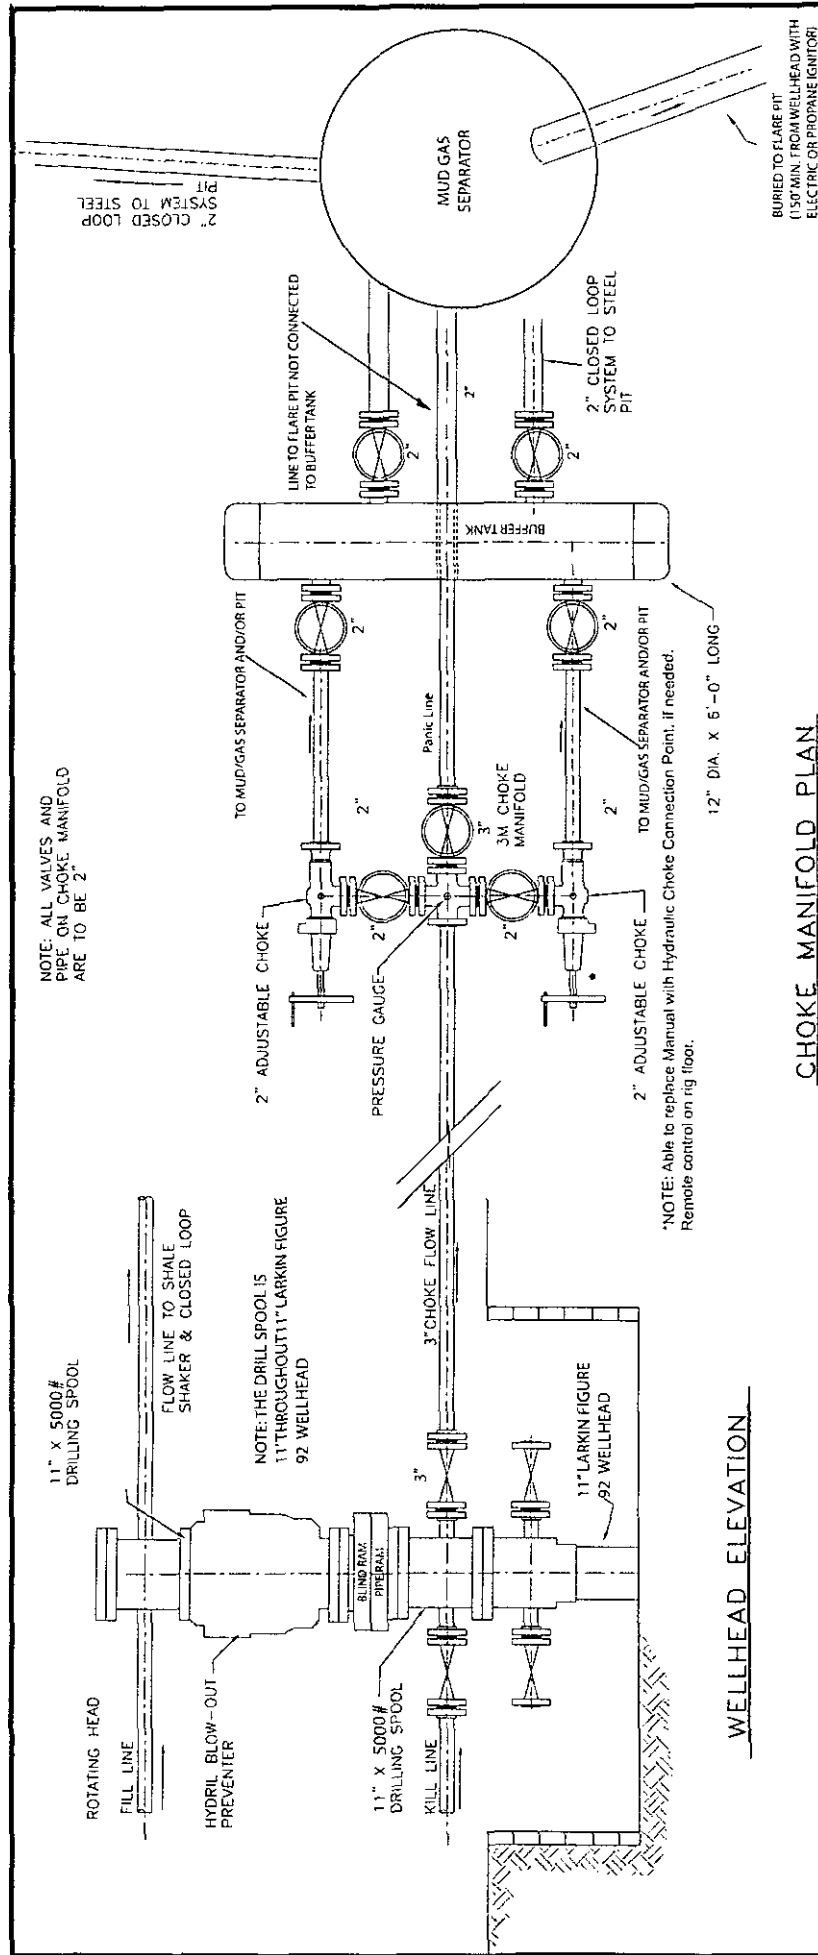 ROTATING HEAD
FILL LINE
HYDRIL BLOW-OUT
PREVENTER
11" X 5000#
DRILLING SPOOL
KILL LINE
11" X 5000#
DRILLING SPOOL
FLOW LINE TO SHALE
SHAKER & CLOSED LOOP
NOTE: THE DRILL SPOOL IS
11" THROUGHOUT 11" LARKIN FIGURE
92 WELLHEAD
BLIND RAM
PIPE RAM
3"
3" CHOKE FLOW LINE
11" LARKIN FIGURE
92 WELLHEAD
WELLHEAD ELEVATION
NOTE: ALL VALVES AND
PIPE ON CHOKE MANIFOLD
ARE TO BE 2"
2" ADJUSTABLE CHOKE
PRESSURE GAUGE
2"
2"
2" ADJUSTABLE CHOKE
*
*NOTE: Able to replace Manual with Hydraulic Choke Connection Point, if needed.
Remote control on rig floor.
3"
3M CHOKE
MANIFOLD
Panic Line
2"
2"
TO MUD/GAS SEPARATOR AND/OR PIT
TO MUD/GAS SEPARATOR AND/OR PIT
2"
2"
BUFFER TANK
12" DIA. X 6'-0" LONG
2"
2"
LINE TO FLARE PIT NOT CONNECTED
TO BUFFER TANK
2"
2" CLOSED LOOP
SYSTEM TO STEEL
PIT
2" CLOSED LOOP
SYSTEM TO STEEL
PIT
MUD GAS
SEPARATOR
BURIED TO FLARE PIT
(150' MIN. FROM WELLHEAD WITH
ELECTRIC OR PROPANE IGNITOR)
CHOKE MANIFOLD PLAN